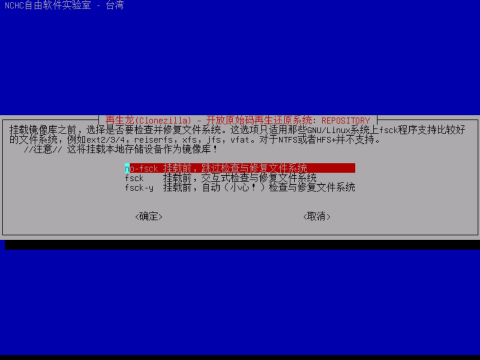 NCHC自由软件实验室 - 台湾
再生龙(Clonezilla) - 开放原始码再生还原系统: REPOSITORY
挂载镜像库之前，选择是否要检查并修复文件系统。这选项只适用那些GNU/Linux系统上fsck程序支持比较好
的文件系统，例如ext2/3/4，reiserfs，xfs，jfs，vfat。对于NTFS或者HFS+并不支持。
//注意// 这将挂载本地存储设备作为镜像库！
no-fsck 挂载前，跳过检查与修复文件系统
fsck 挂载前，交互式检查与修复文件系统
fsck-y 挂载前，自动（小心！）检查与修复文件系统
<确定> <取消>